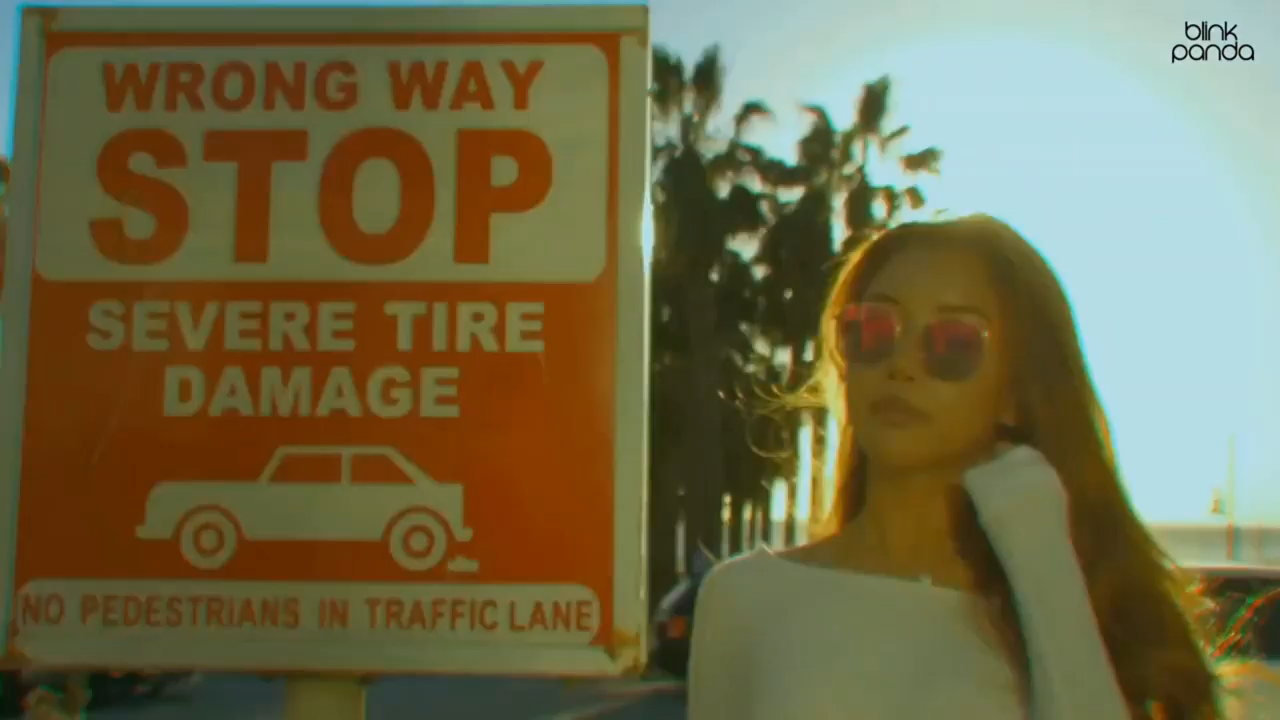 blink
panda
WRONG WAY
STOP
SEVERE TIRE
DAMAGE
NO PEDESTRIANS IN TRAFFIC LANE